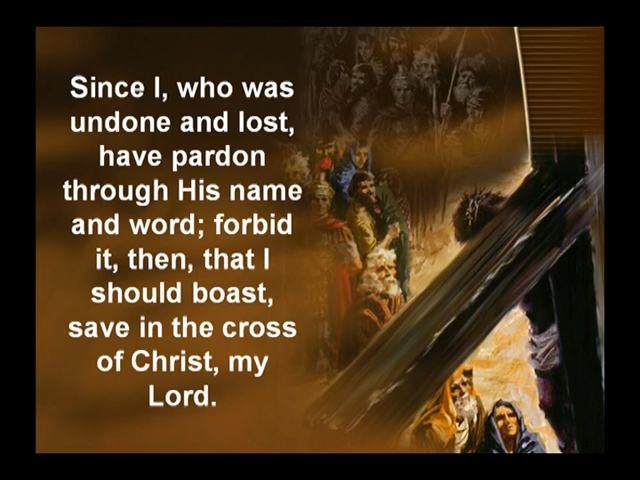 Since I, who was
undone and lost,
have pardon
through His name
and word; forbid
it, then, that I
should boast,
save in the cross
of Christ, my
Lord.